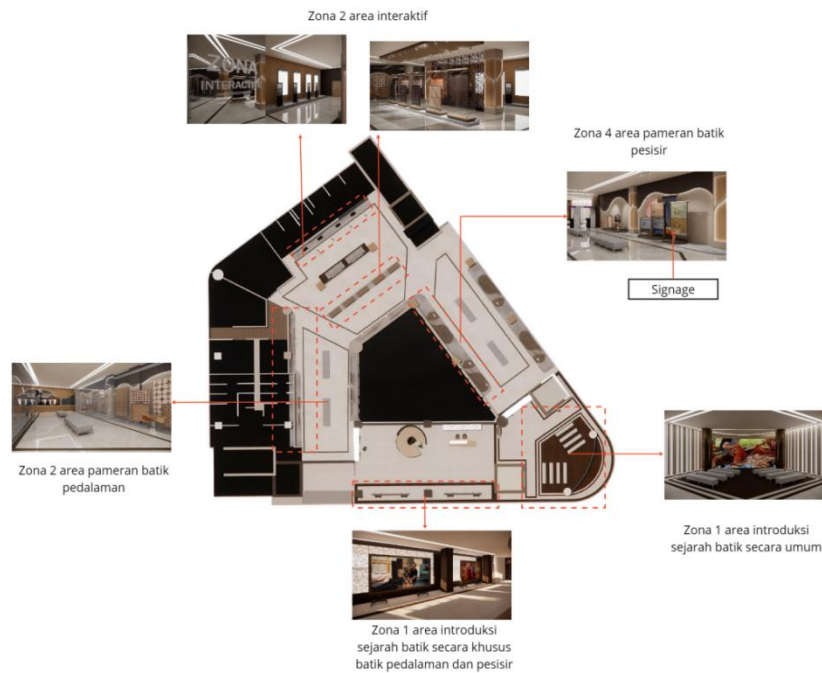 Zona 2 area interaktif
ZONA
INTERACTIVE
Zona 4 area pameran batik
pesisir
Signage
Zona 2 area pameran batik
pedalaman
Zona 1 area introduksi
sejarah batik secara umum
Zona 1 area introduksi
sejarah batik secara khusus
batik pedalaman dan pesisir